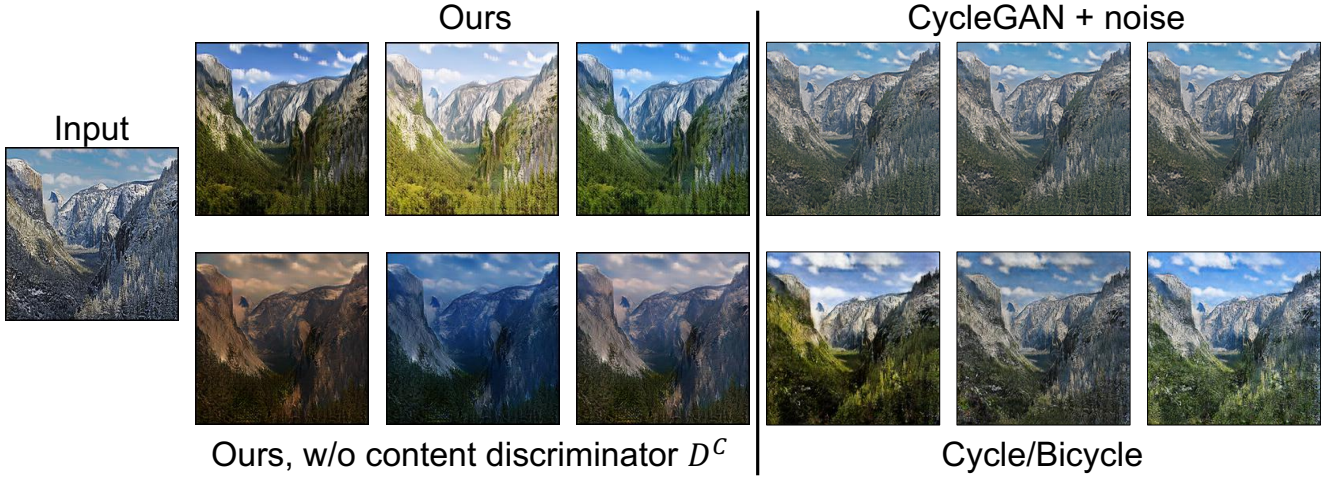 Ours
CycleGAN + noise
Input
Ours, w/o content discriminator D^C
Cycle/Bicycle